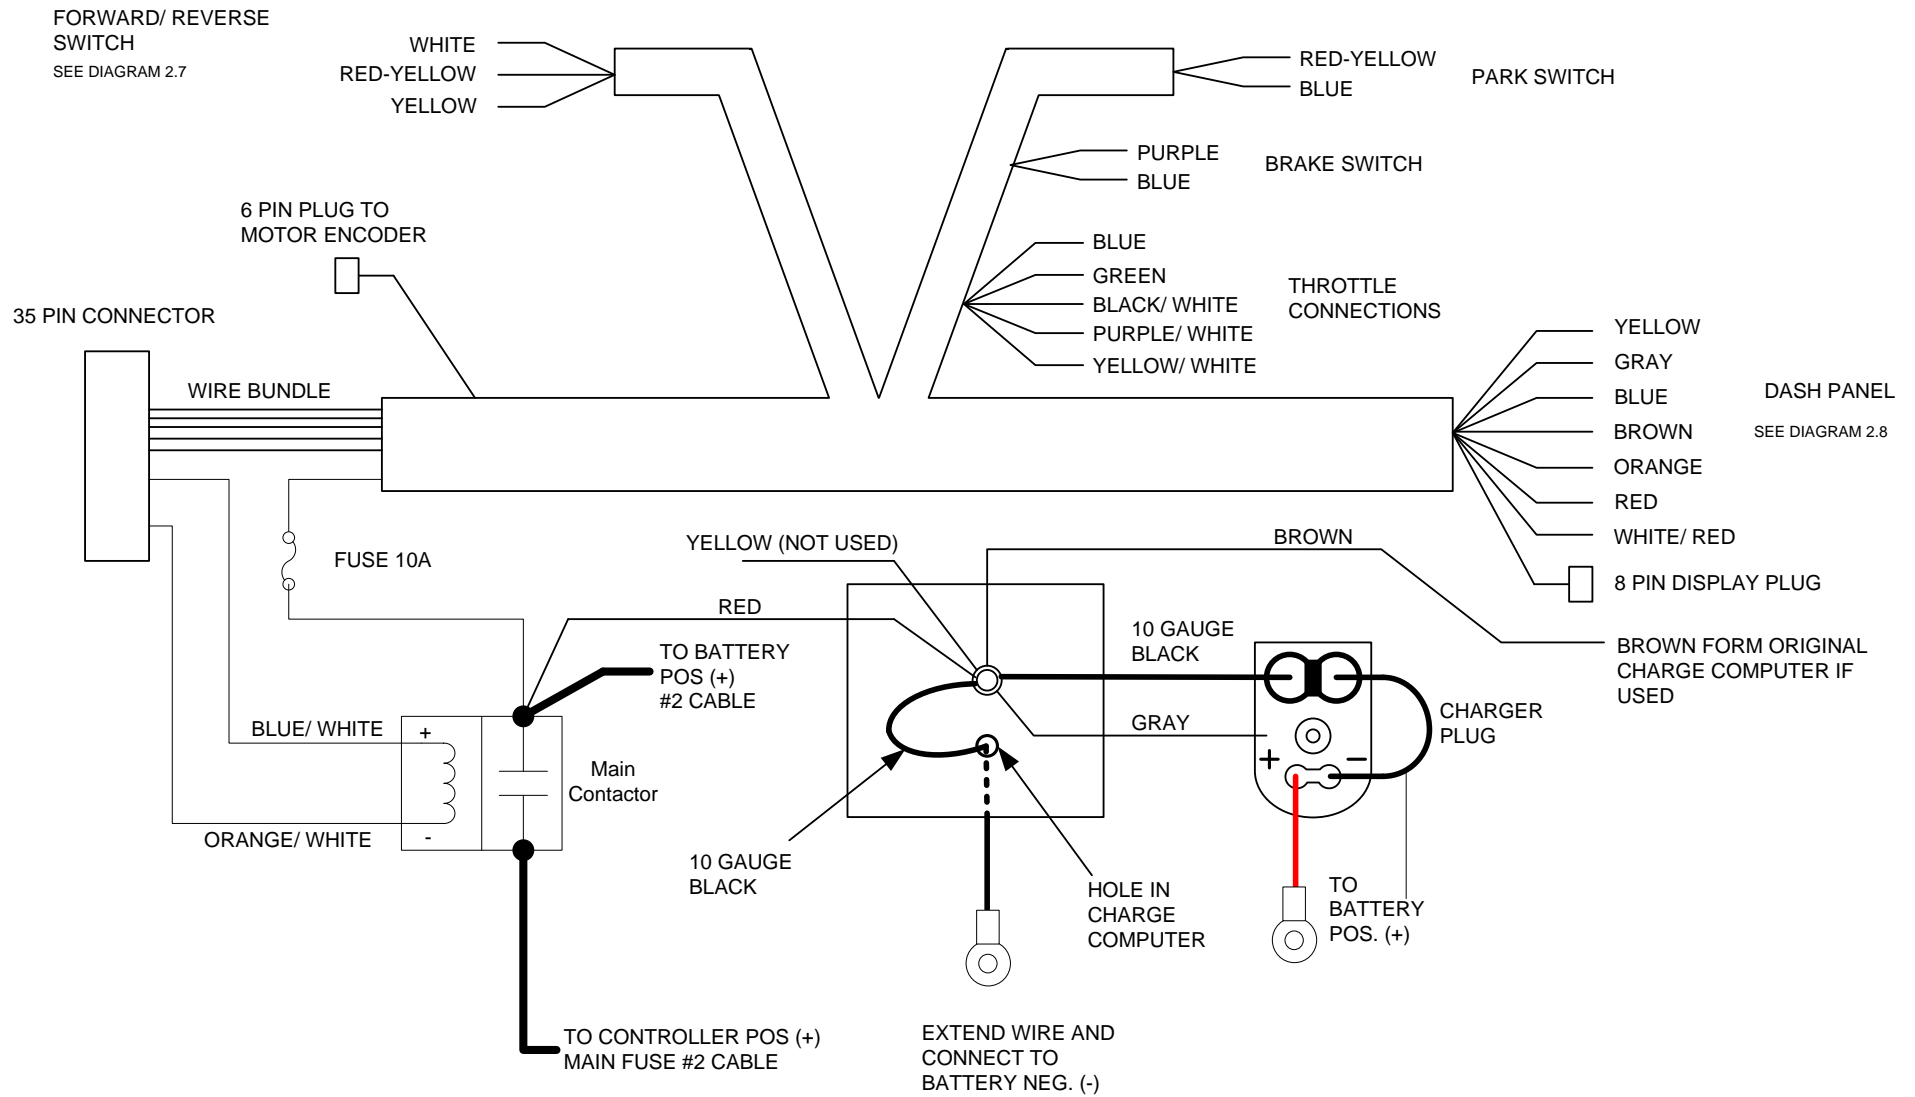 FORWARD/ REVERSE
SWITCH
SEE DIAGRAM 2.7
WHITE
RED-YELLOW
YELLOW
RED-YELLOW
BLUE
PARK SWITCH
PURPLE
BLUE
BRAKE SWITCH
6 PIN PLUG TO
MOTOR ENCODER
BLUE
GREEN
BLACK/ WHITE
PURPLE/ WHITE
YELLOW/ WHITE
THROTTLE
CONNECTIONS
35 PIN CONNECTOR
WIRE BUNDLE
YELLOW
GRAY
BLUE
BROWN
ORANGE
RED
WHITE/ RED
8 PIN DISPLAY PLUG
DASH PANEL
SEE DIAGRAM 2.8
FUSE 10A
YELLOW (NOT USED)
BROWN
RED
10 GAUGE
BLACK
BROWN FORM ORIGINAL
CHARGE COMPUTER IF
USED
TO BATTERY
POS (+)
#2 CABLE
BLUE/ WHITE
+
GRAY
CHARGER
PLUG
+
−
Main
Contactor
ORANGE/ WHITE
-
10 GAUGE
BLACK
HOLE IN
CHARGE
COMPUTER
TO
BATTERY
POS. (+)
TO CONTROLLER POS (+)
MAIN FUSE #2 CABLE
EXTEND WIRE AND
CONNECT TO
BATTERY NEG. (-)